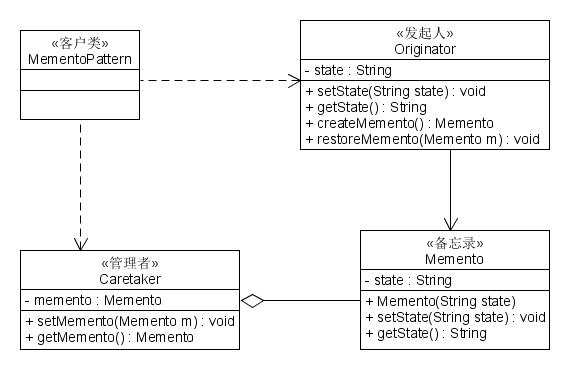 «客户类»
MementoPattern
«发起人»
Originator
- state : String
+ setState(String state) : void
+ getState() : String
+ createMemento() : Memento
+ restoreMemento(Memento m) : void
«管理者»
Caretaker
- memento : Memento
+ setMemento(Memento m) : void
+ getMemento() : Memento
«备忘录»
Memento
- state : String
+ Memento(String state)
+ setState(String state) : void
+ getState() : String